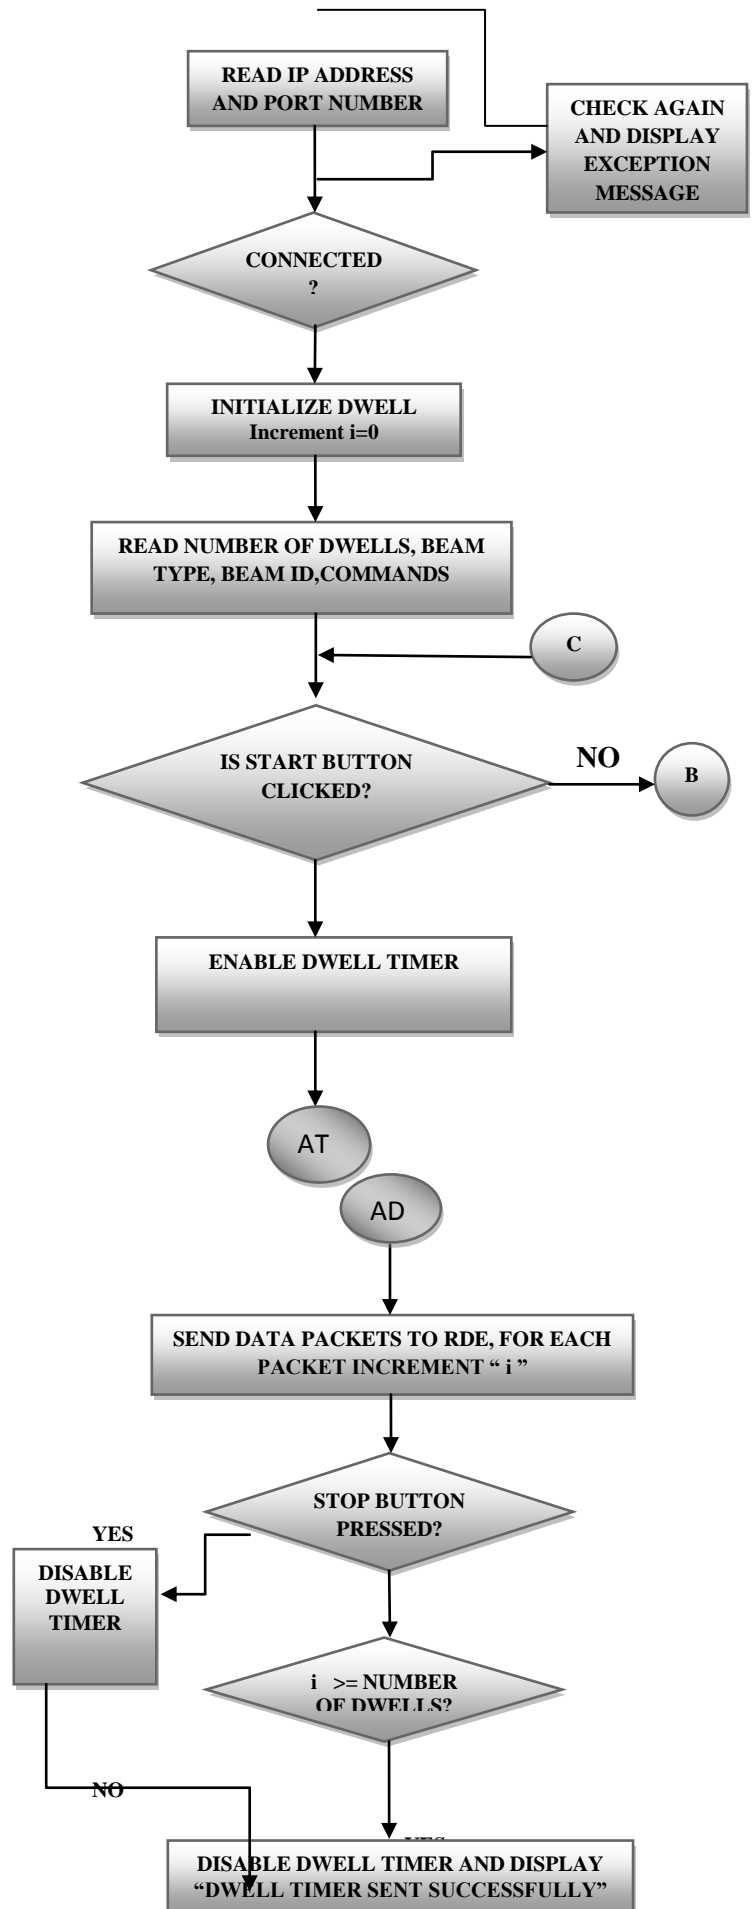 READ IP ADDRESS
AND PORT NUMBER
CHECK AGAIN
AND DISPLAY
EXCEPTION
MESSAGE
CONNECTED
?
INITIALIZE DWELL
Increment i=0
READ NUMBER OF DWELLS, BEAM
TYPE, BEAM ID,COMMANDS
C
IS START BUTTON
CLICKED?
NO
B
ENABLE DWELL TIMER
AT
AD
SEND DATA PACKETS TO RDE, FOR EACH
PACKET INCREMENT “ i ”
STOP BUTTON
PRESSED?
YES
DISABLE
DWELL
TIMER
i >= NUMBER
OF DWELLS?
NO
YES
DISABLE DWELL TIMER AND DISPLAY
“DWELL TIMER SENT SUCCESSFULLY”